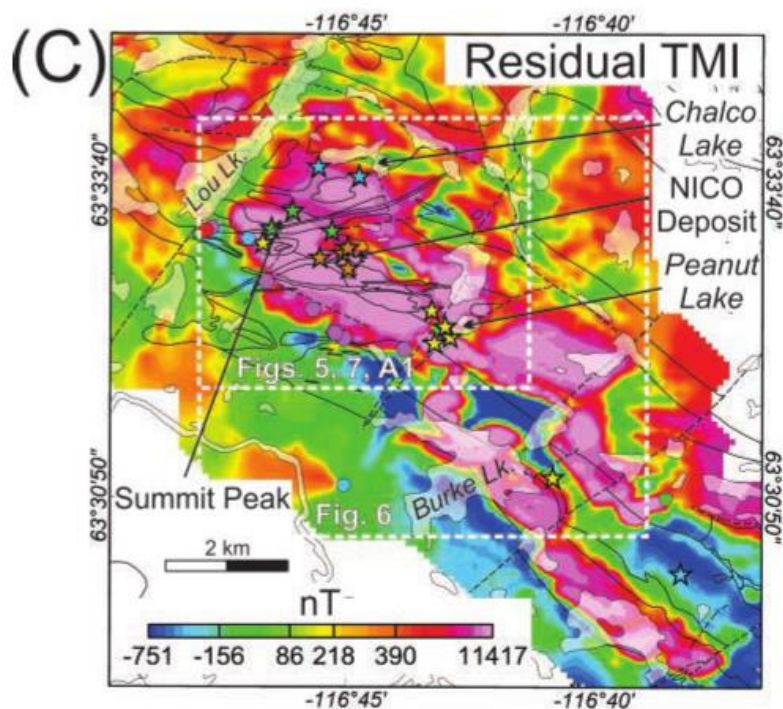 -116°45'
-116°40'
(C)
Residual TMI
Chalco
Lake
63°33'40"
63°33'40"
NICO
Deposit
Lou Lk.
Peanut
Lake
Figs. 5, 7, A1
63°30'50"
63°30'50"
Summit Peak
Burke Lk.
Fig. 6
2 km
nT
-751 -156 86 218 390 11417
-116°45'
-116°40'